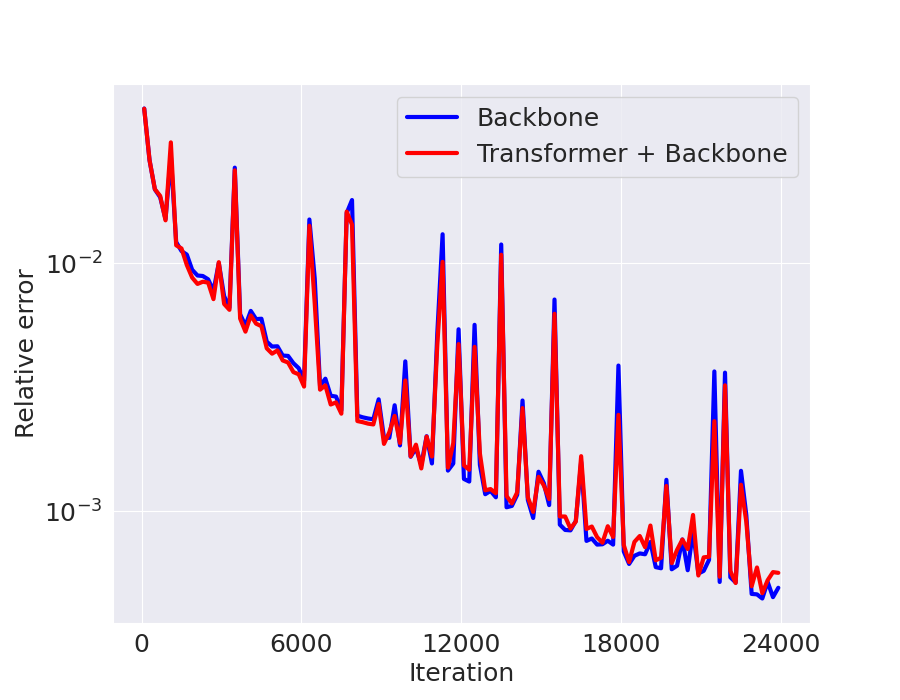 Backbone
Transformer + Backbone
Relative error
10⁻²
10⁻³
0 6000 12000 18000 24000
Iteration